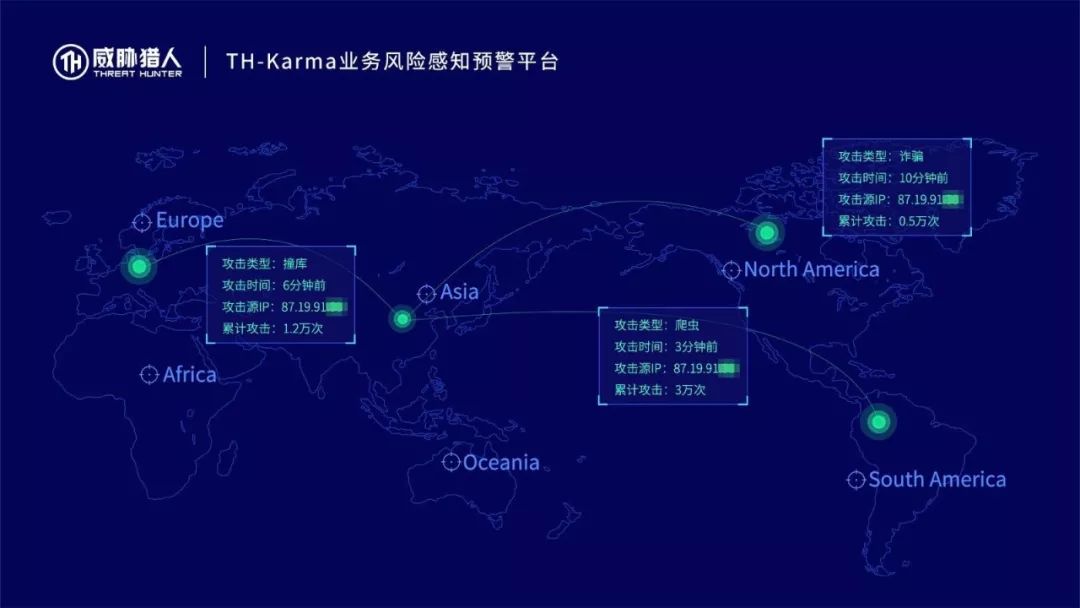 TH 威胁猎人
THREAT HUNTER
TH-Karma业务风险感知预警平台
攻击类型：诈骗
攻击时间：10分钟前
攻击源IP：87.19.91
累计攻击：0.5万次
Europe
攻击类型：撞库
攻击时间：6分钟前
攻击源IP：87.19.91
累计攻击：1.2万次
Asia
North America
攻击类型：爬虫
攻击时间：3分钟前
攻击源IP：87.19.91
累计攻击：3万次
Africa
Oceania
South America